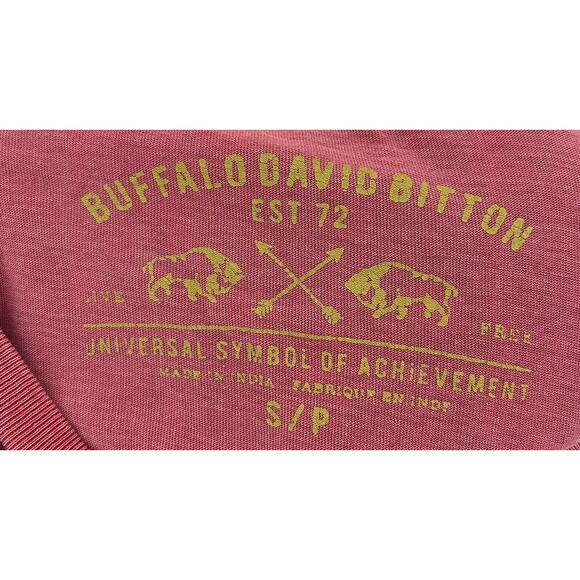 BUFFALO DAVID BITTON
EST 72
LIVE
FREE
UNIVERSAL SYMBOL OF ACHIEVEMENT
MADE IN INDIA FABRIQUE EN INDE
S/P